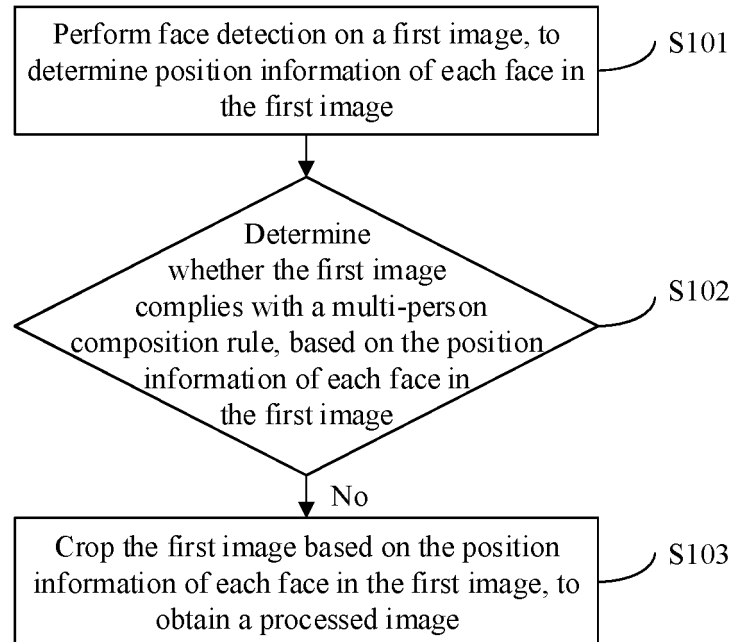 Perform face detection on a first image, to
determine position information of each face in
the first image
S101
Determine
whether the first image
complies with a multi-person
composition rule, based on the position
information of each face in
the first image
S102
No
Crop the first image based on the position
information of each face in the first image, to
obtain a processed image
S103